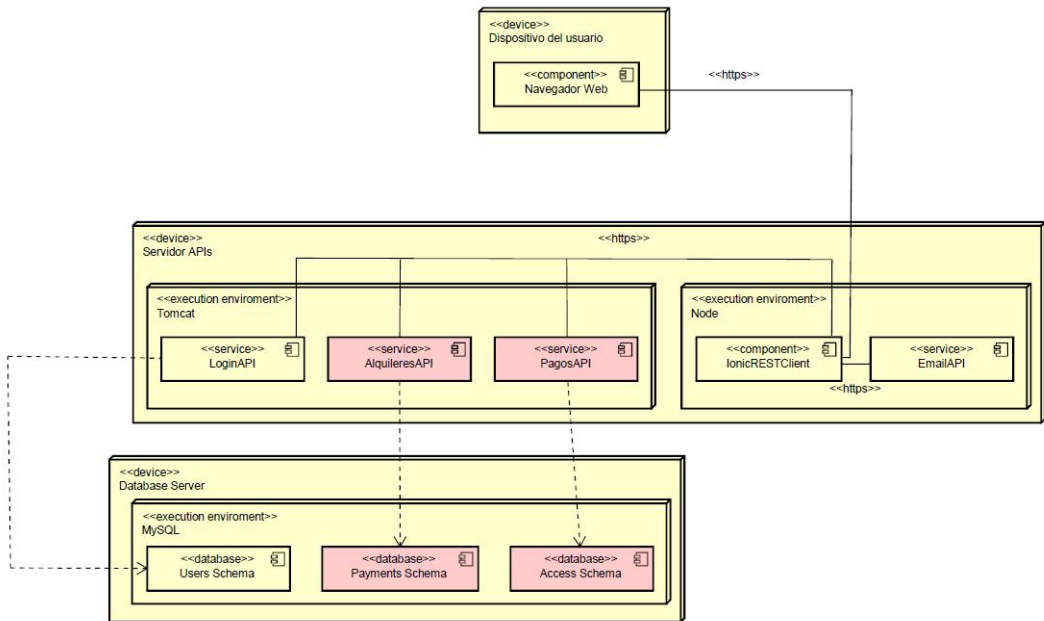 <<device>>
Dispositivo del usuario
<<component>>
Navegador Web
<<https>>
<<device>>
Servidor APIs
<<https>>
<<execution enviroment>>
Tomcat
<<service>>
LoginAPI
<<service>>
AlquileresAPI
<<service>>
PagosAPI
<<execution enviroment>>
Node
<<component>>
IonicRESTClient
<<service>>
EmailAPI
<<https>>
<<device>>
Database Server
<<execution enviroment>>
MySQL
<<database>>
Users Schema
<<database>>
Payments Schema
<<database>>
Access Schema